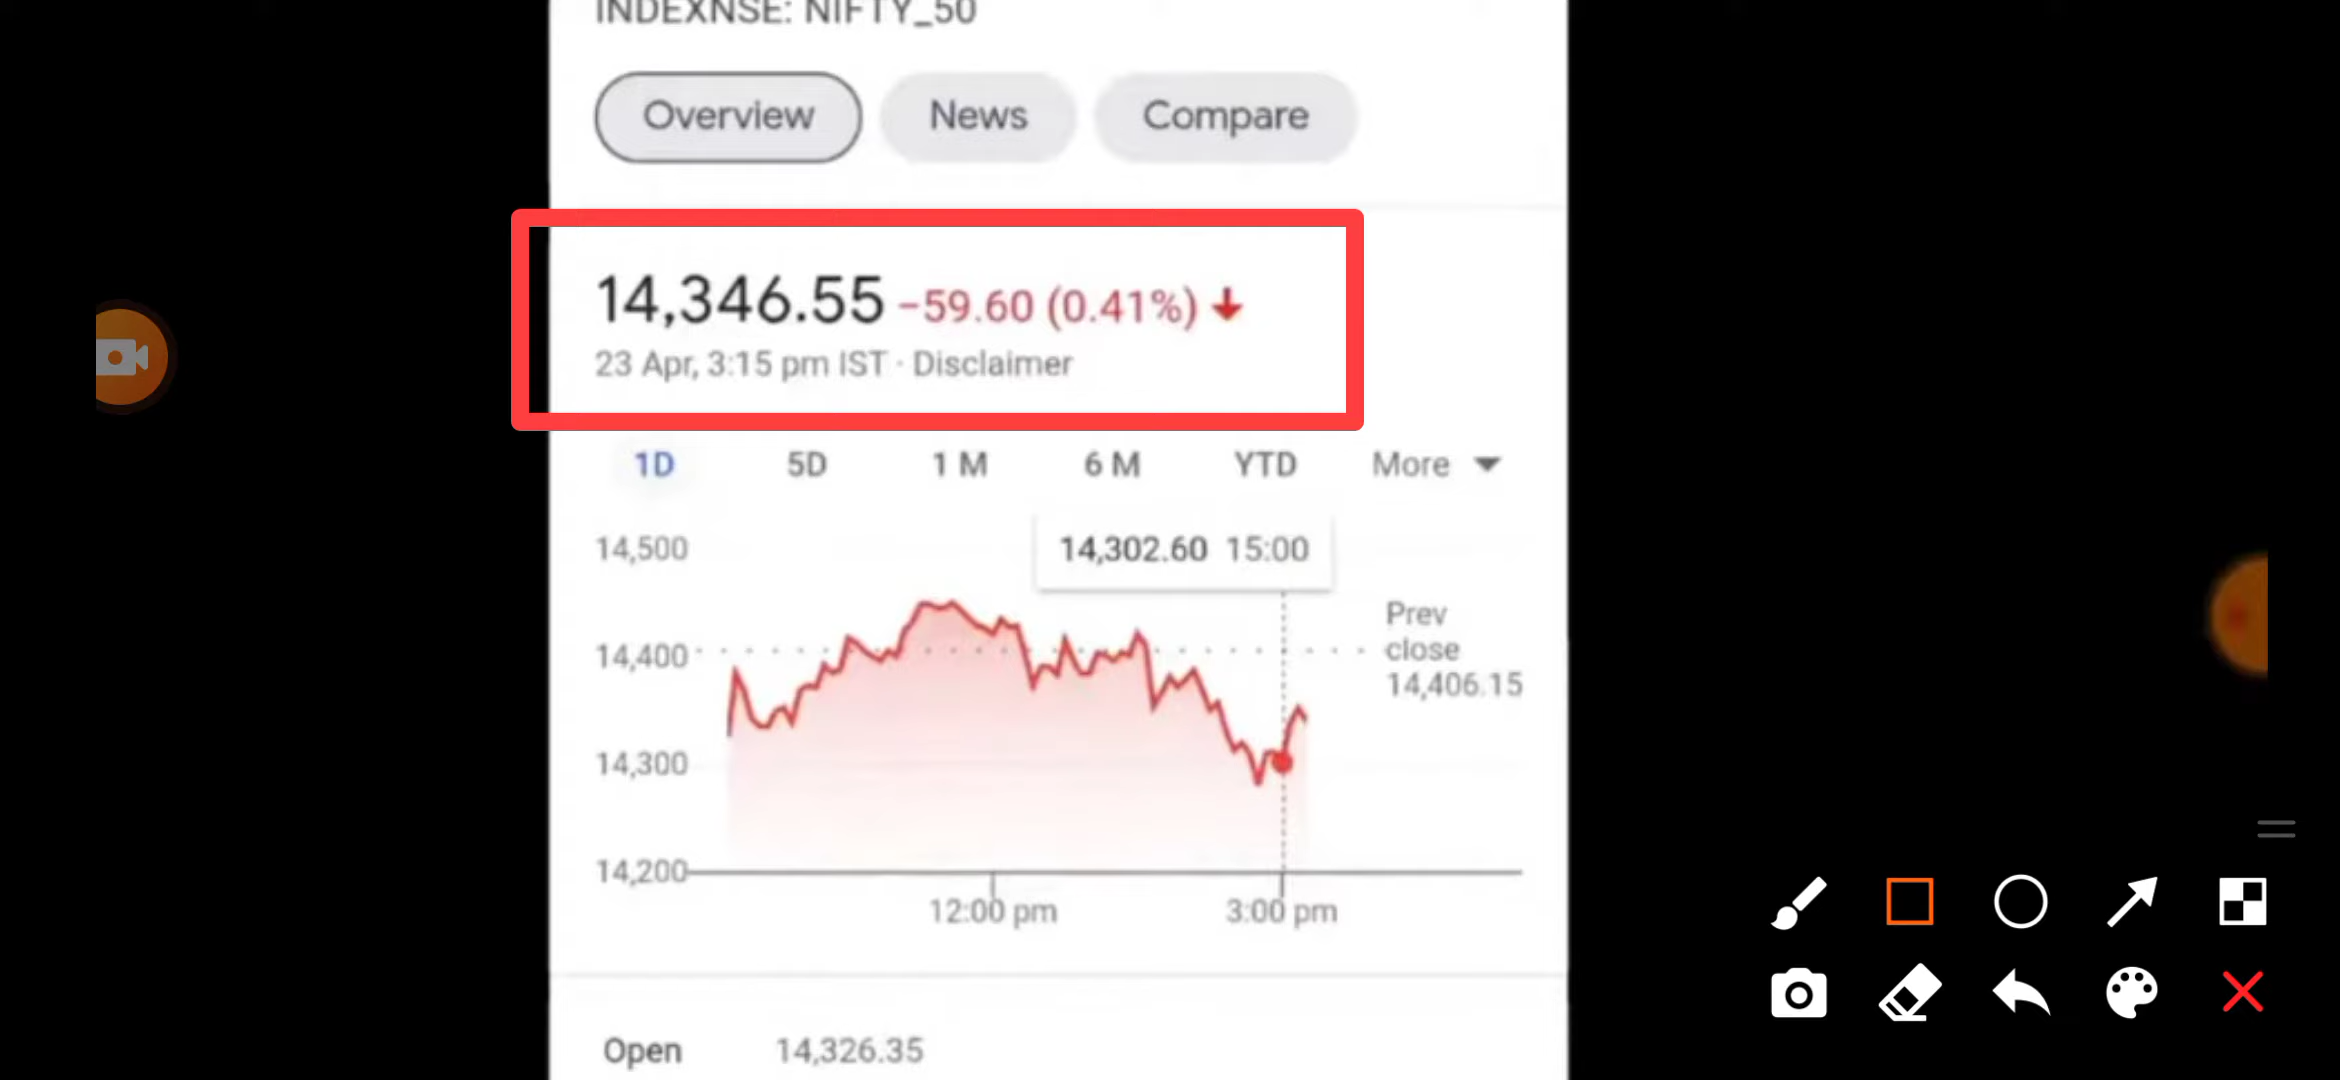 INDEXNSE: NIFTY_50
Overview News Compare
14,346.55 -59.60 (0.41%) ↓
23 Apr, 3:15 pm IST · Disclaimer
1D 5D 1 M 6 M YTD More
14,302.60 15:00
14,500
14,400
14,300
14,200
Prev
close
14,406.15
12:00 pm 3:00 pm
Open 14,326.35